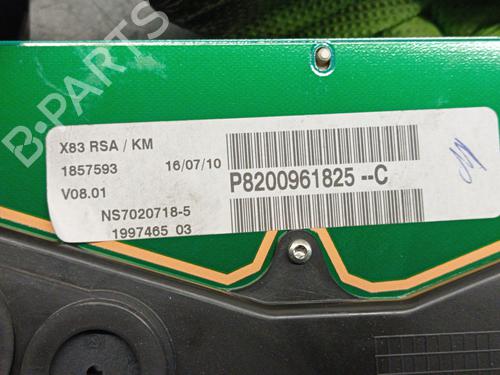 B-PARTS
X83 RSA / KM
1857593 16/07/10
V08.01
P8200961825 --C
NS7020718-5
1997465 03